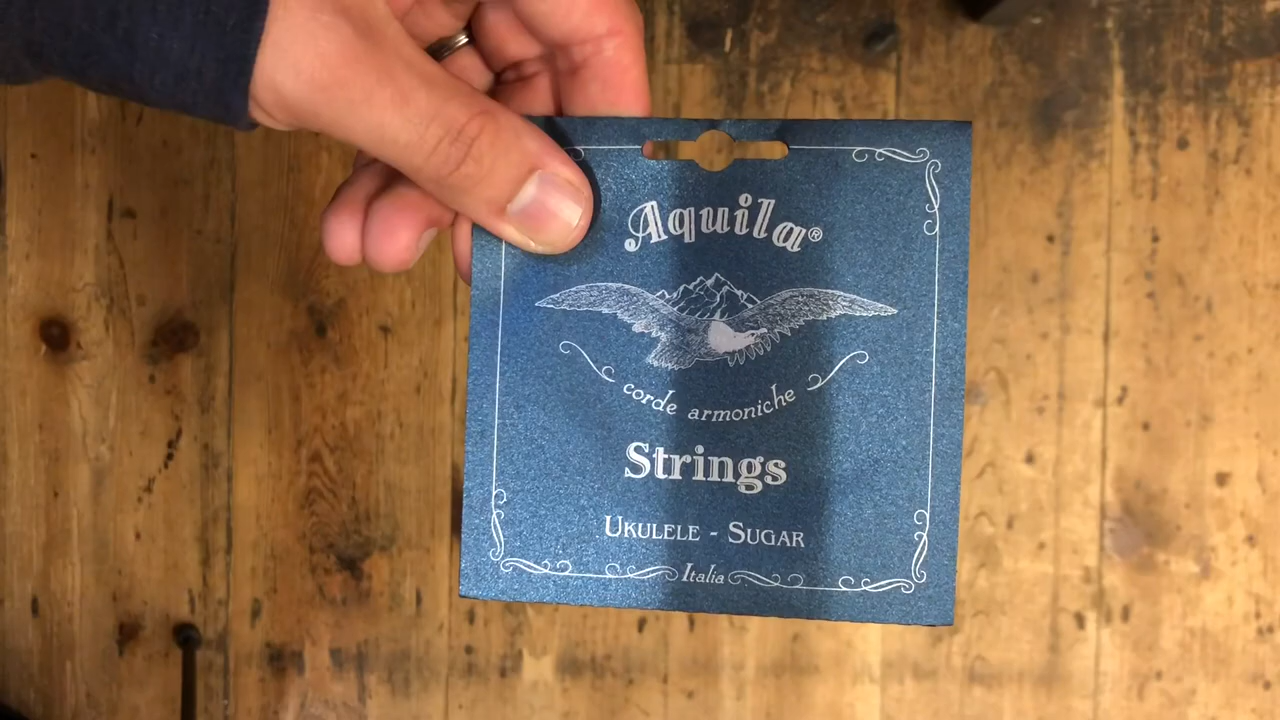 Aquila®
corde armoniche
Strings
UKULELE - SUGAR
Italia